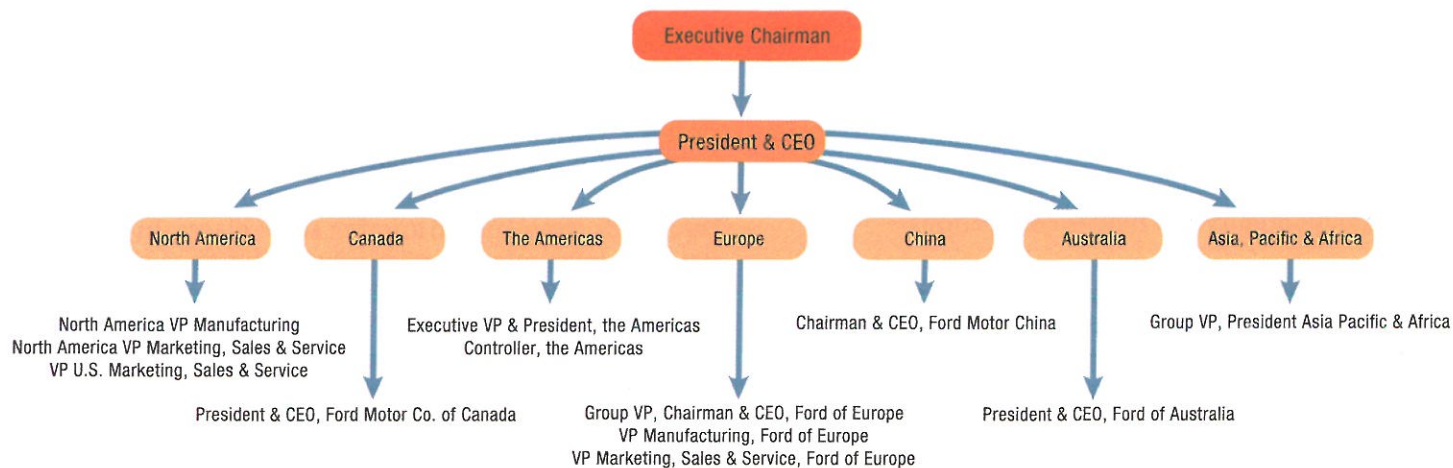 Executive Chairman
President & CEO
North America
Canada
The Americas
Europe
China
Australia
Asia, Pacific & Africa
North America VP Manufacturing
North America VP Marketing, Sales & Service
VP U.S. Marketing, Sales & Service
Executive VP & President, the Americas
Controller, the Americas
Chairman & CEO, Ford Motor China
Group VP, President Asia Pacific & Africa
President & CEO, Ford Motor Co. of Canada
Group VP, Chairman & CEO, Ford of Europe
VP Manufacturing, Ford of Europe
VP Marketing, Sales & Service, Ford of Europe
President & CEO, Ford of Australia